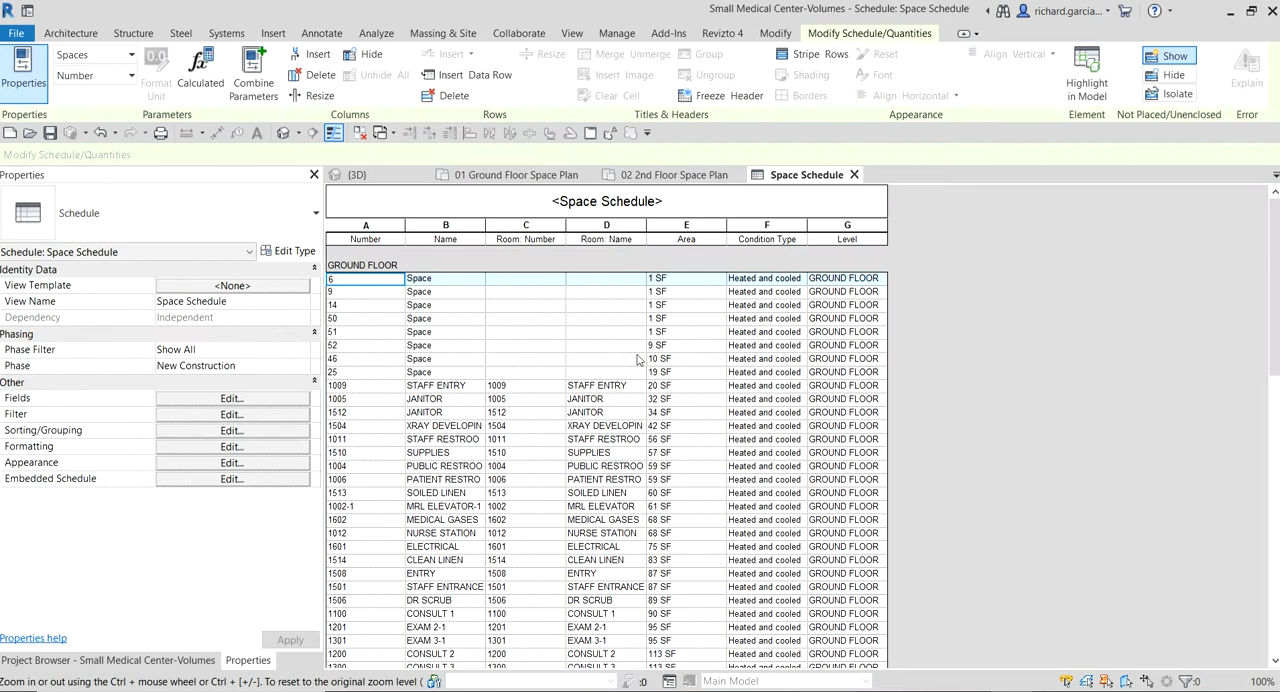 Small Medical Center-Volumes - Schedule: Space Schedule
richard.garcia...
File Architecture Structure Steel Systems Insert Annotate Analyze Massing & Site Collaborate View Manage Add-Ins Revizto 4 Modify Modify Schedule/Quantities
Properties
Spaces
Number
Format Unit
Calculated
Combine Parameters
Insert
Delete
Resize
Hide
Unhide All
Insert
Insert Data Row
Delete
Resize
Merge Unmerge
Insert Image
Clear Cell
Group
Ungroup
Freeze Header
Stripe Rows
Shading
Borders
Reset
Font
Align Horizontal
Align Vertical
Highlight in Model
Show
Hide
Isolate
Explain
Properties Parameters Columns Rows Titles & Headers Appearance Element Not Placed/Unenclosed Error
Modify Schedule/Quantities
Properties
Schedule
Schedule: Space Schedule
Edit Type
Identity Data
View Template <None>
View Name Space Schedule
Dependency Independent
Phasing
Phase Filter Show All
Phase New Construction
Other
Fields Edit...
Filter Edit...
Sorting/Grouping Edit...
Formatting Edit...
Appearance Edit...
Embedded Schedule Edit...
Properties help
Apply
Project Browser - Small Medical Center-Volumes Properties
{3D} 01 Ground Floor Space Plan 02 2nd Floor Space Plan Space Schedule
<Space Schedule>
A B C D E F G
Number Name Room: Number Room: Name Area Condition Type Level
GROUND FLOOR
6 Space 1 SF Heated and cooled GROUND FLOOR
9 Space 1 SF Heated and cooled GROUND FLOOR
14 Space 1 SF Heated and cooled GROUND FLOOR
50 Space 1 SF Heated and cooled GROUND FLOOR
51 Space 1 SF Heated and cooled GROUND FLOOR
52 Space 9 SF Heated and cooled GROUND FLOOR
46 Space 10 SF Heated and cooled GROUND FLOOR
25 Space 19 SF Heated and cooled GROUND FLOOR
1009 STAFF ENTRY 1009 STAFF ENTRY 20 SF Heated and cooled GROUND FLOOR
1005 JANITOR 1005 JANITOR 32 SF Heated and cooled GROUND FLOOR
1512 JANITOR 1512 JANITOR 34 SF Heated and cooled GROUND FLOOR
1504 XRAY DEVELOPIN 1504 XRAY DEVELOPIN 42 SF Heated and cooled GROUND FLOOR
1011 STAFF RESTROO 1011 STAFF RESTROO 56 SF Heated and cooled GROUND FLOOR
1510 SUPPLIES 1510 SUPPLIES 57 SF Heated and cooled GROUND FLOOR
1004 PUBLIC RESTROO 1004 PUBLIC RESTROO 59 SF Heated and cooled GROUND FLOOR
1006 PATIENT RESTRO 1006 PATIENT RESTRO 59 SF Heated and cooled GROUND FLOOR
1513 SOILED LINEN 1513 SOILED LINEN 60 SF Heated and cooled GROUND FLOOR
1002-1 MRL ELEVATOR-1 1002 MRL ELEVATOR 61 SF Heated and cooled GROUND FLOOR
1602 MEDICAL GASES 1602 MEDICAL GASES 68 SF Heated and cooled GROUND FLOOR
1012 NURSE STATION 1012 NURSE STATION 68 SF Heated and cooled GROUND FLOOR
1601 ELECTRICAL 1601 ELECTRICAL 75 SF Heated and cooled GROUND FLOOR
1514 CLEAN LINEN 1514 CLEAN LINEN 83 SF Heated and cooled GROUND FLOOR
1508 ENTRY 1508 ENTRY 87 SF Heated and cooled GROUND FLOOR
1501 STAFF ENTRANCE 1501 STAFF ENTRANCE 87 SF Heated and cooled GROUND FLOOR
1506 DR SCRUB 1506 DR SCRUB 89 SF Heated and cooled GROUND FLOOR
1100 CONSULT 1 1100 CONSULT 1 90 SF Heated and cooled GROUND FLOOR
1201 EXAM 2-1 1201 EXAM 2-1 95 SF Heated and cooled GROUND FLOOR
1301 EXAM 3-1 1301 EXAM 3-1 95 SF Heated and cooled GROUND FLOOR
1200 CONSULT 2 1200 CONSULT 2 113 SF Heated and cooled GROUND FLOOR
1300 CONSULT 3 1300 CONSULT 3 113 SF Heated and cooled GROUND FLOOR
Zoom in or out using the Ctrl + mouse wheel or Ctrl + [+/-]. To reset to the original zoom level ( :0 Main Model :0 100%